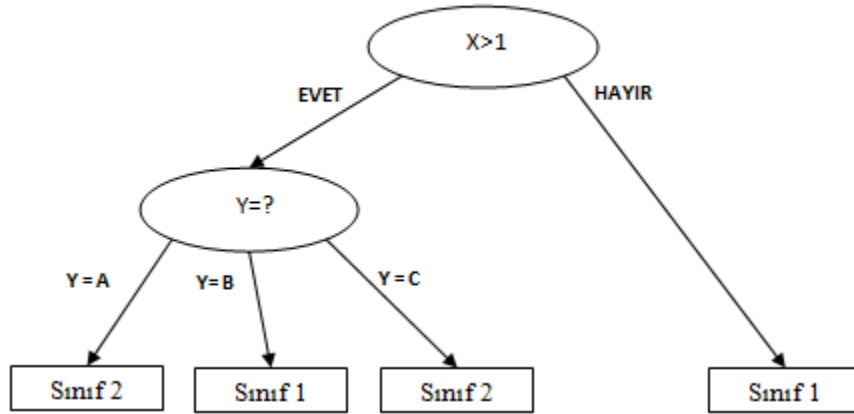 X>1
EVET
HAYIR
Y=?
Y = A
Y= B
Y = C
Sınıf 2
Sınıf 1
Sınıf 2
Sınıf 1